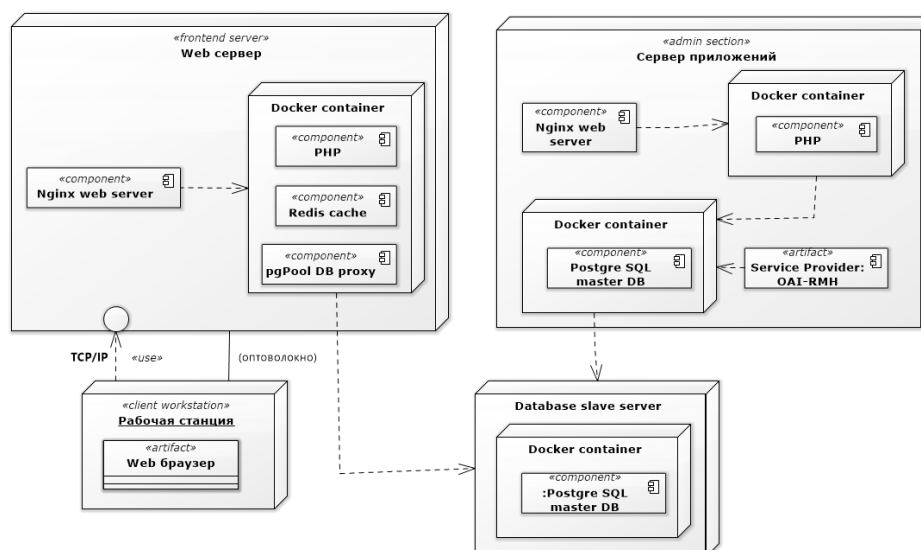 «frontend server»
Web сервер
Docker container
«component»
PHP
«component»
Nginx web server
«component»
Redis cache
«component»
pgPool DB proxy
TCP/IP
«use»
(оптоволокно)
«client workstation»
Рабочая станция
«artifact»
Web браузер
«admin section»
Сервер приложений
Docker container
«component»
Nginx web
server
«component»
PHP
Docker container
«component»
Postgre SQL
master DB
«artifact»
Service Provider:
OAI-RMH
Database slave server
Docker container
«component»
:Postgre SQL
master DB